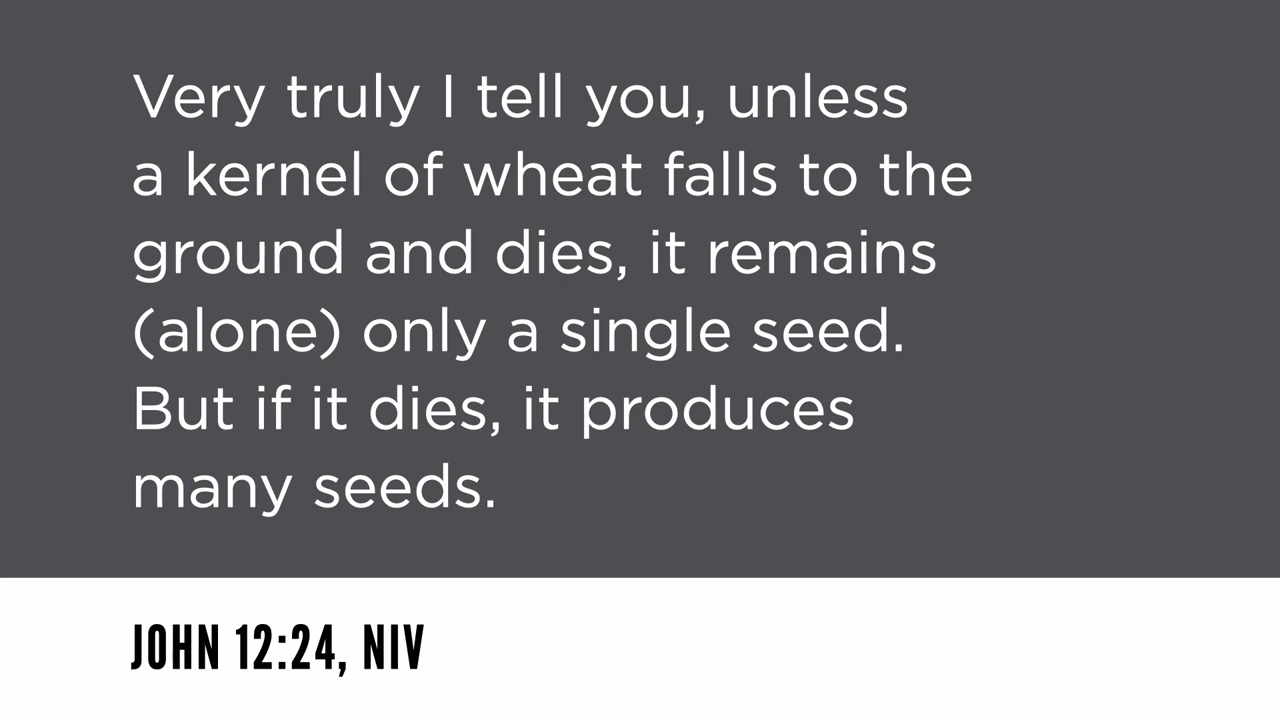 Very truly I tell you, unless
a kernel of wheat falls to the
ground and dies, it remains
(alone) only a single seed.
But if it dies, it produces
many seeds.
JOHN 12:24, NIV